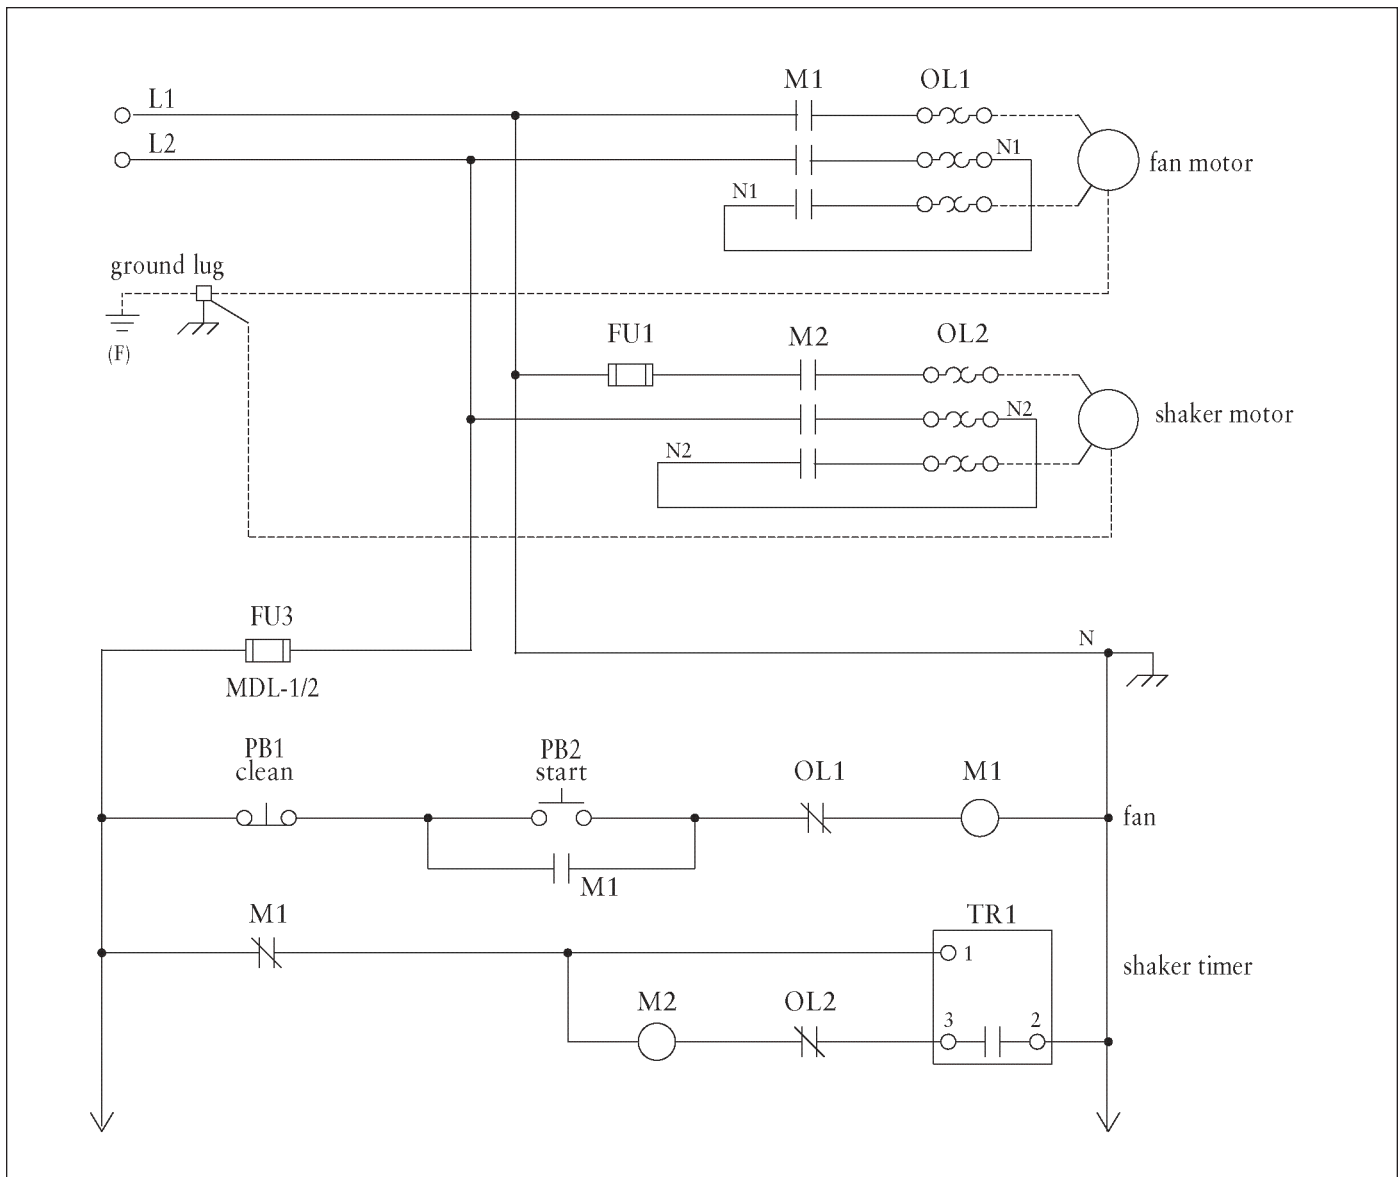 M1 OL1
L1
L2
N1
fan motor
N1
ground lug
(F)
FU1 M2 OL2
N2
shaker motor
N2
FU3
MDL-1/2
N
PB1
clean
PB2
start
OL1 M1
fan
M1
M1
TR1
1
shaker timer
M2 OL2
3 2